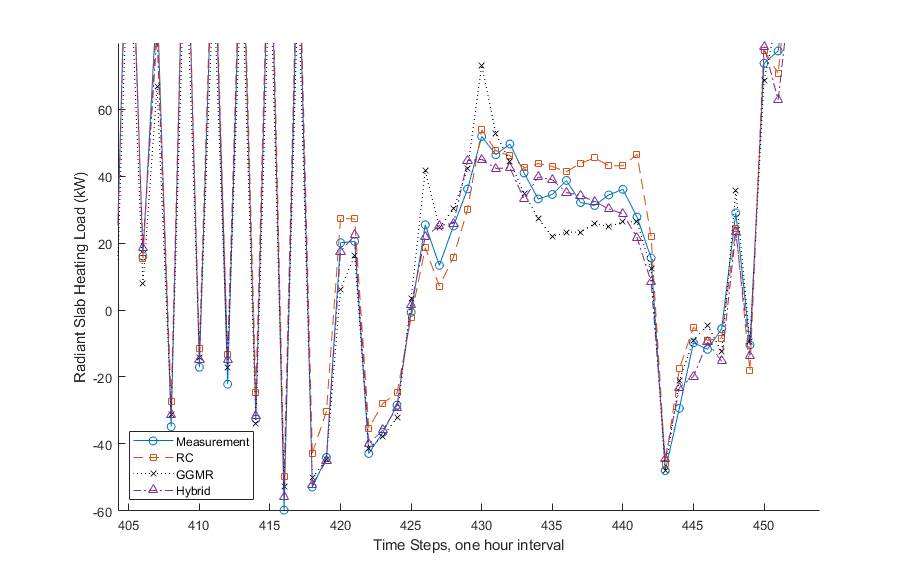 60
40
20
0
-20
-40
-60
Radiant Slab Heating Load (kW)
Measurement
RC
GGMR
Hybrid
405 410 415 420 425 430 435 440 445 450
Time Steps, one hour interval